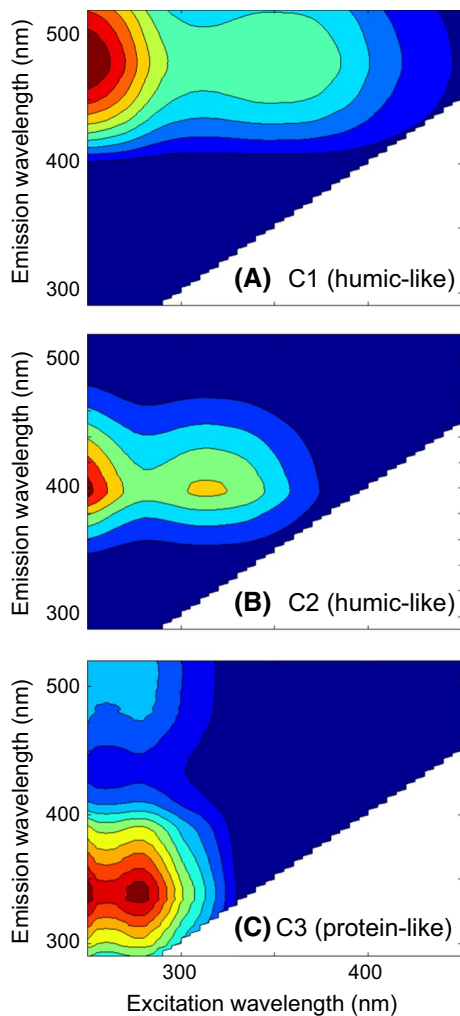 Emission wavelength (nm)
500
400
300
(A) C1 (humic-like)
Emission wavelength (nm)
500
400
300
(B) C2 (humic-like)
Emission wavelength (nm)
500
400
300
(C) C3 (protein-like)
300 400
Excitation wavelength (nm)